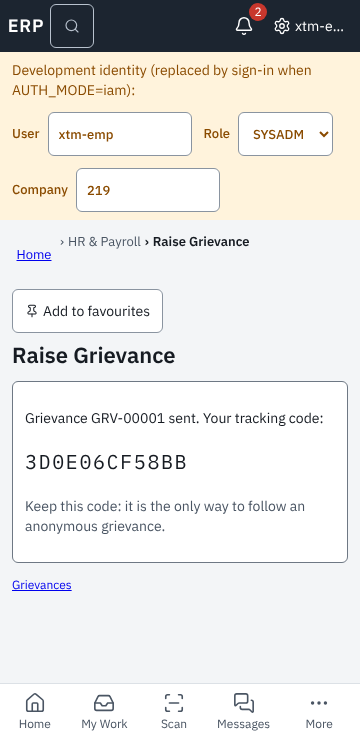 ERP
2
xtm-e...
Development identity (replaced by sign-in when
AUTH_MODE=iam):
User xtm-emp Role SYSADM
Company 219
Home › HR & Payroll › Raise Grievance
Add to favourites
Raise Grievance
Grievance GRV-00001 sent. Your tracking code:
3D0E06CF58BB
Keep this code: it is the only way to follow an
anonymous grievance.
Grievances
Home My Work Scan Messages More